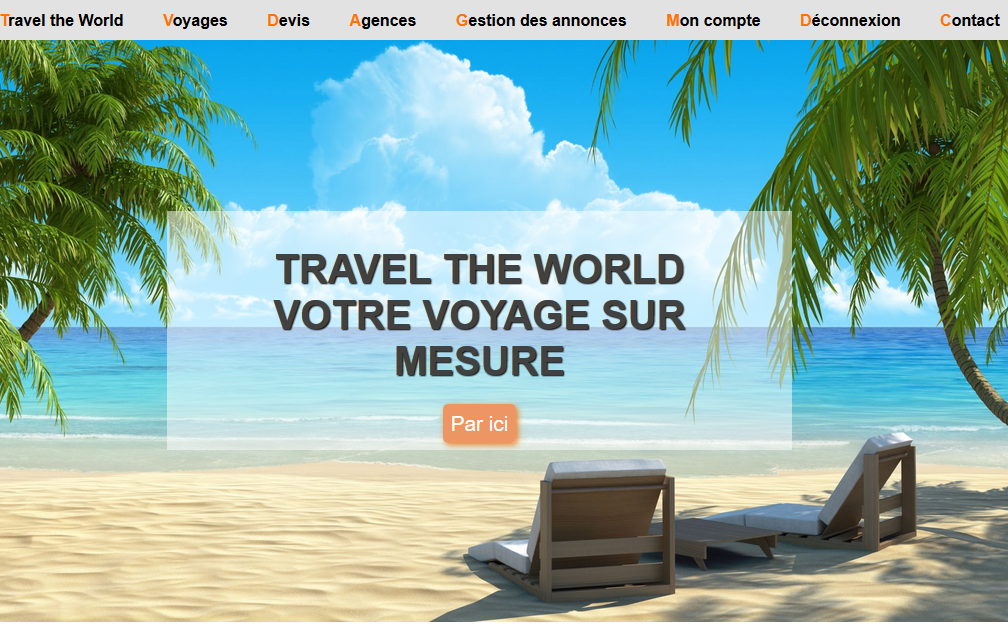 Travel the World Voyages Devis Agences Gestion des annonces Mon compte Déconnexion Contact
TRAVEL THE WORLD
VOTRE VOYAGE SUR
MESURE
Par ici